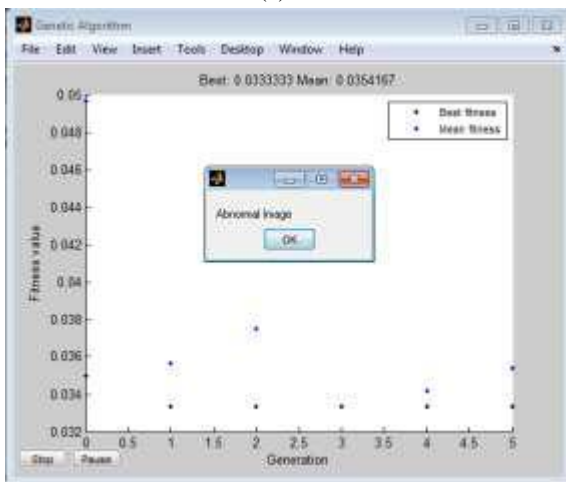 Genetic Algorithm
File Edit View Insert Tools Desktop Window Help
Best: 0.0333333 Mean: 0.0354167
Best fitness
Mean fitness
Abnormal Image
OK
Fitness value
0.05
0.048
0.046
0.044
0.042
0.04
0.038
0.036
0.034
0.032
0 0.5 1 1.5 2 2.5 3 3.5 4 4.5 5
Generation
Stop Pause